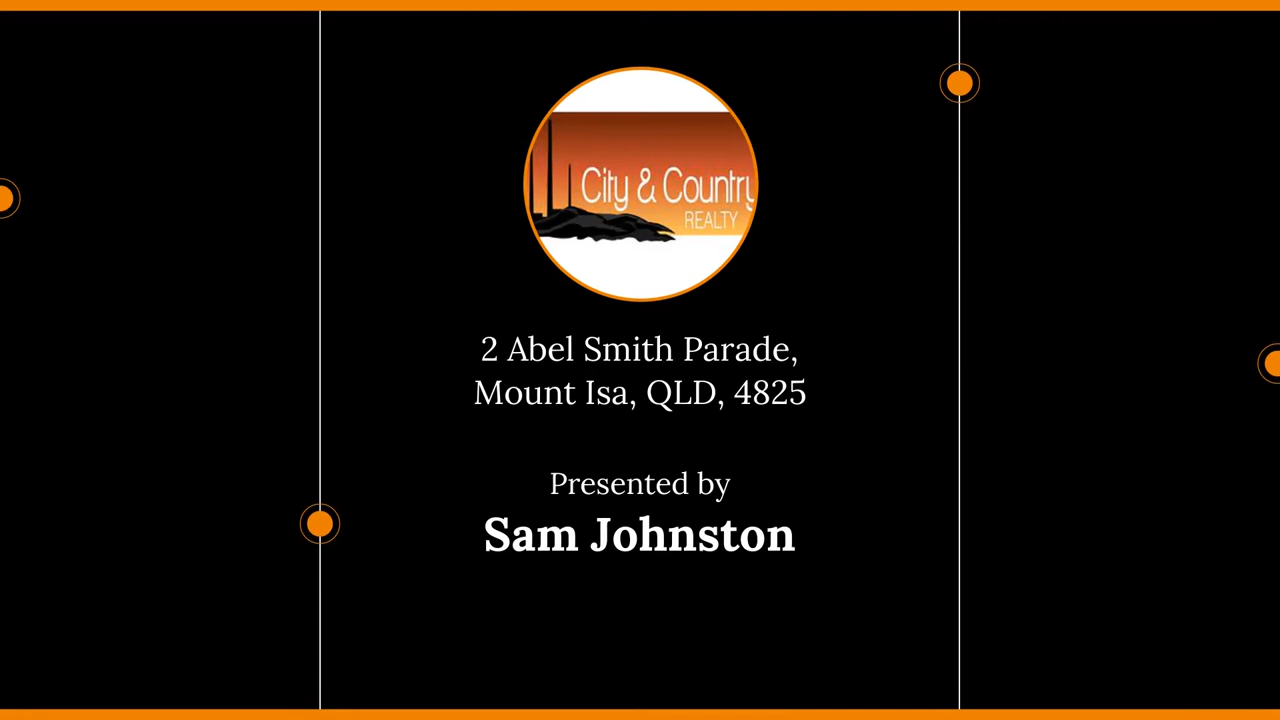 City & Country
REALTY
2 Abel Smith Parade,
Mount Isa, QLD, 4825
Presented by
Sam Johnston